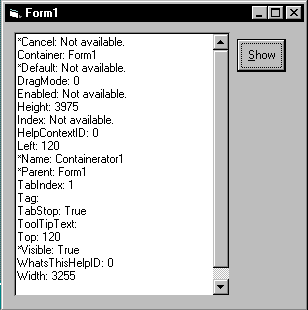 Form1
*Cancel: Not available.
Container: Form1
*Default: Not available.
DragMode: 0
Enabled: Not available.
Height: 3975
Index: Not available.
HelpContextID: 0
Left: 120
*Name: Containerator1
*Parent: Form1
TabIndex: 1
Tag:
TabStop: True
ToolTipText:
Top: 120
*Visible: True
WhatsThisHelpID: 0
Width: 3255
Show